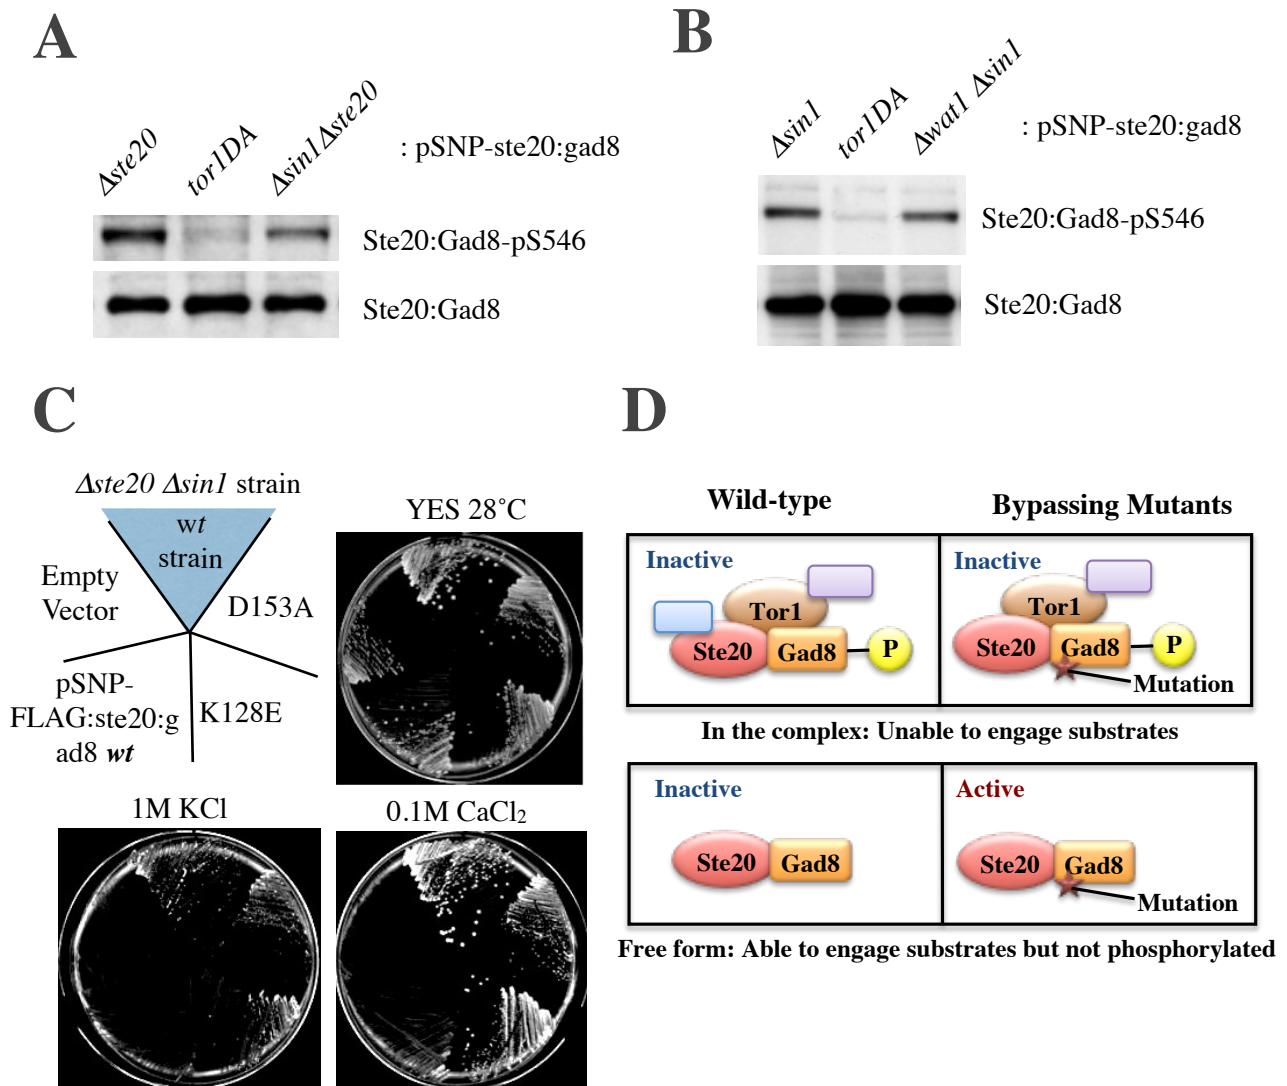 A
Δste20
tor1DA
Δsin1Δste20
: pSNP-ste20:gad8
Ste20:Gad8-pS546
Ste20:Gad8
B
Δsin1
tor1DA
Δwat1 Δsin1
: pSNP-ste20:gad8
Ste20:Gad8-pS546
Ste20:Gad8
C
Δste20 Δsin1 strain
wt
strain
Empty
Vector
D153A
pSNP-
FLAG:ste20:g
ad8 wt
K128E
YES 28˚C
1M KCl
0.1M CaCl₂
D
Wild-type
Bypassing Mutants
Inactive
Tor1
Ste20
Gad8
P
Inactive
Tor1
Ste20
Gad8
P
Mutation
In the complex: Unable to engage substrates
Inactive
Ste20
Gad8
Active
Ste20
Gad8
Mutation
Free form: Able to engage substrates but not phosphorylated